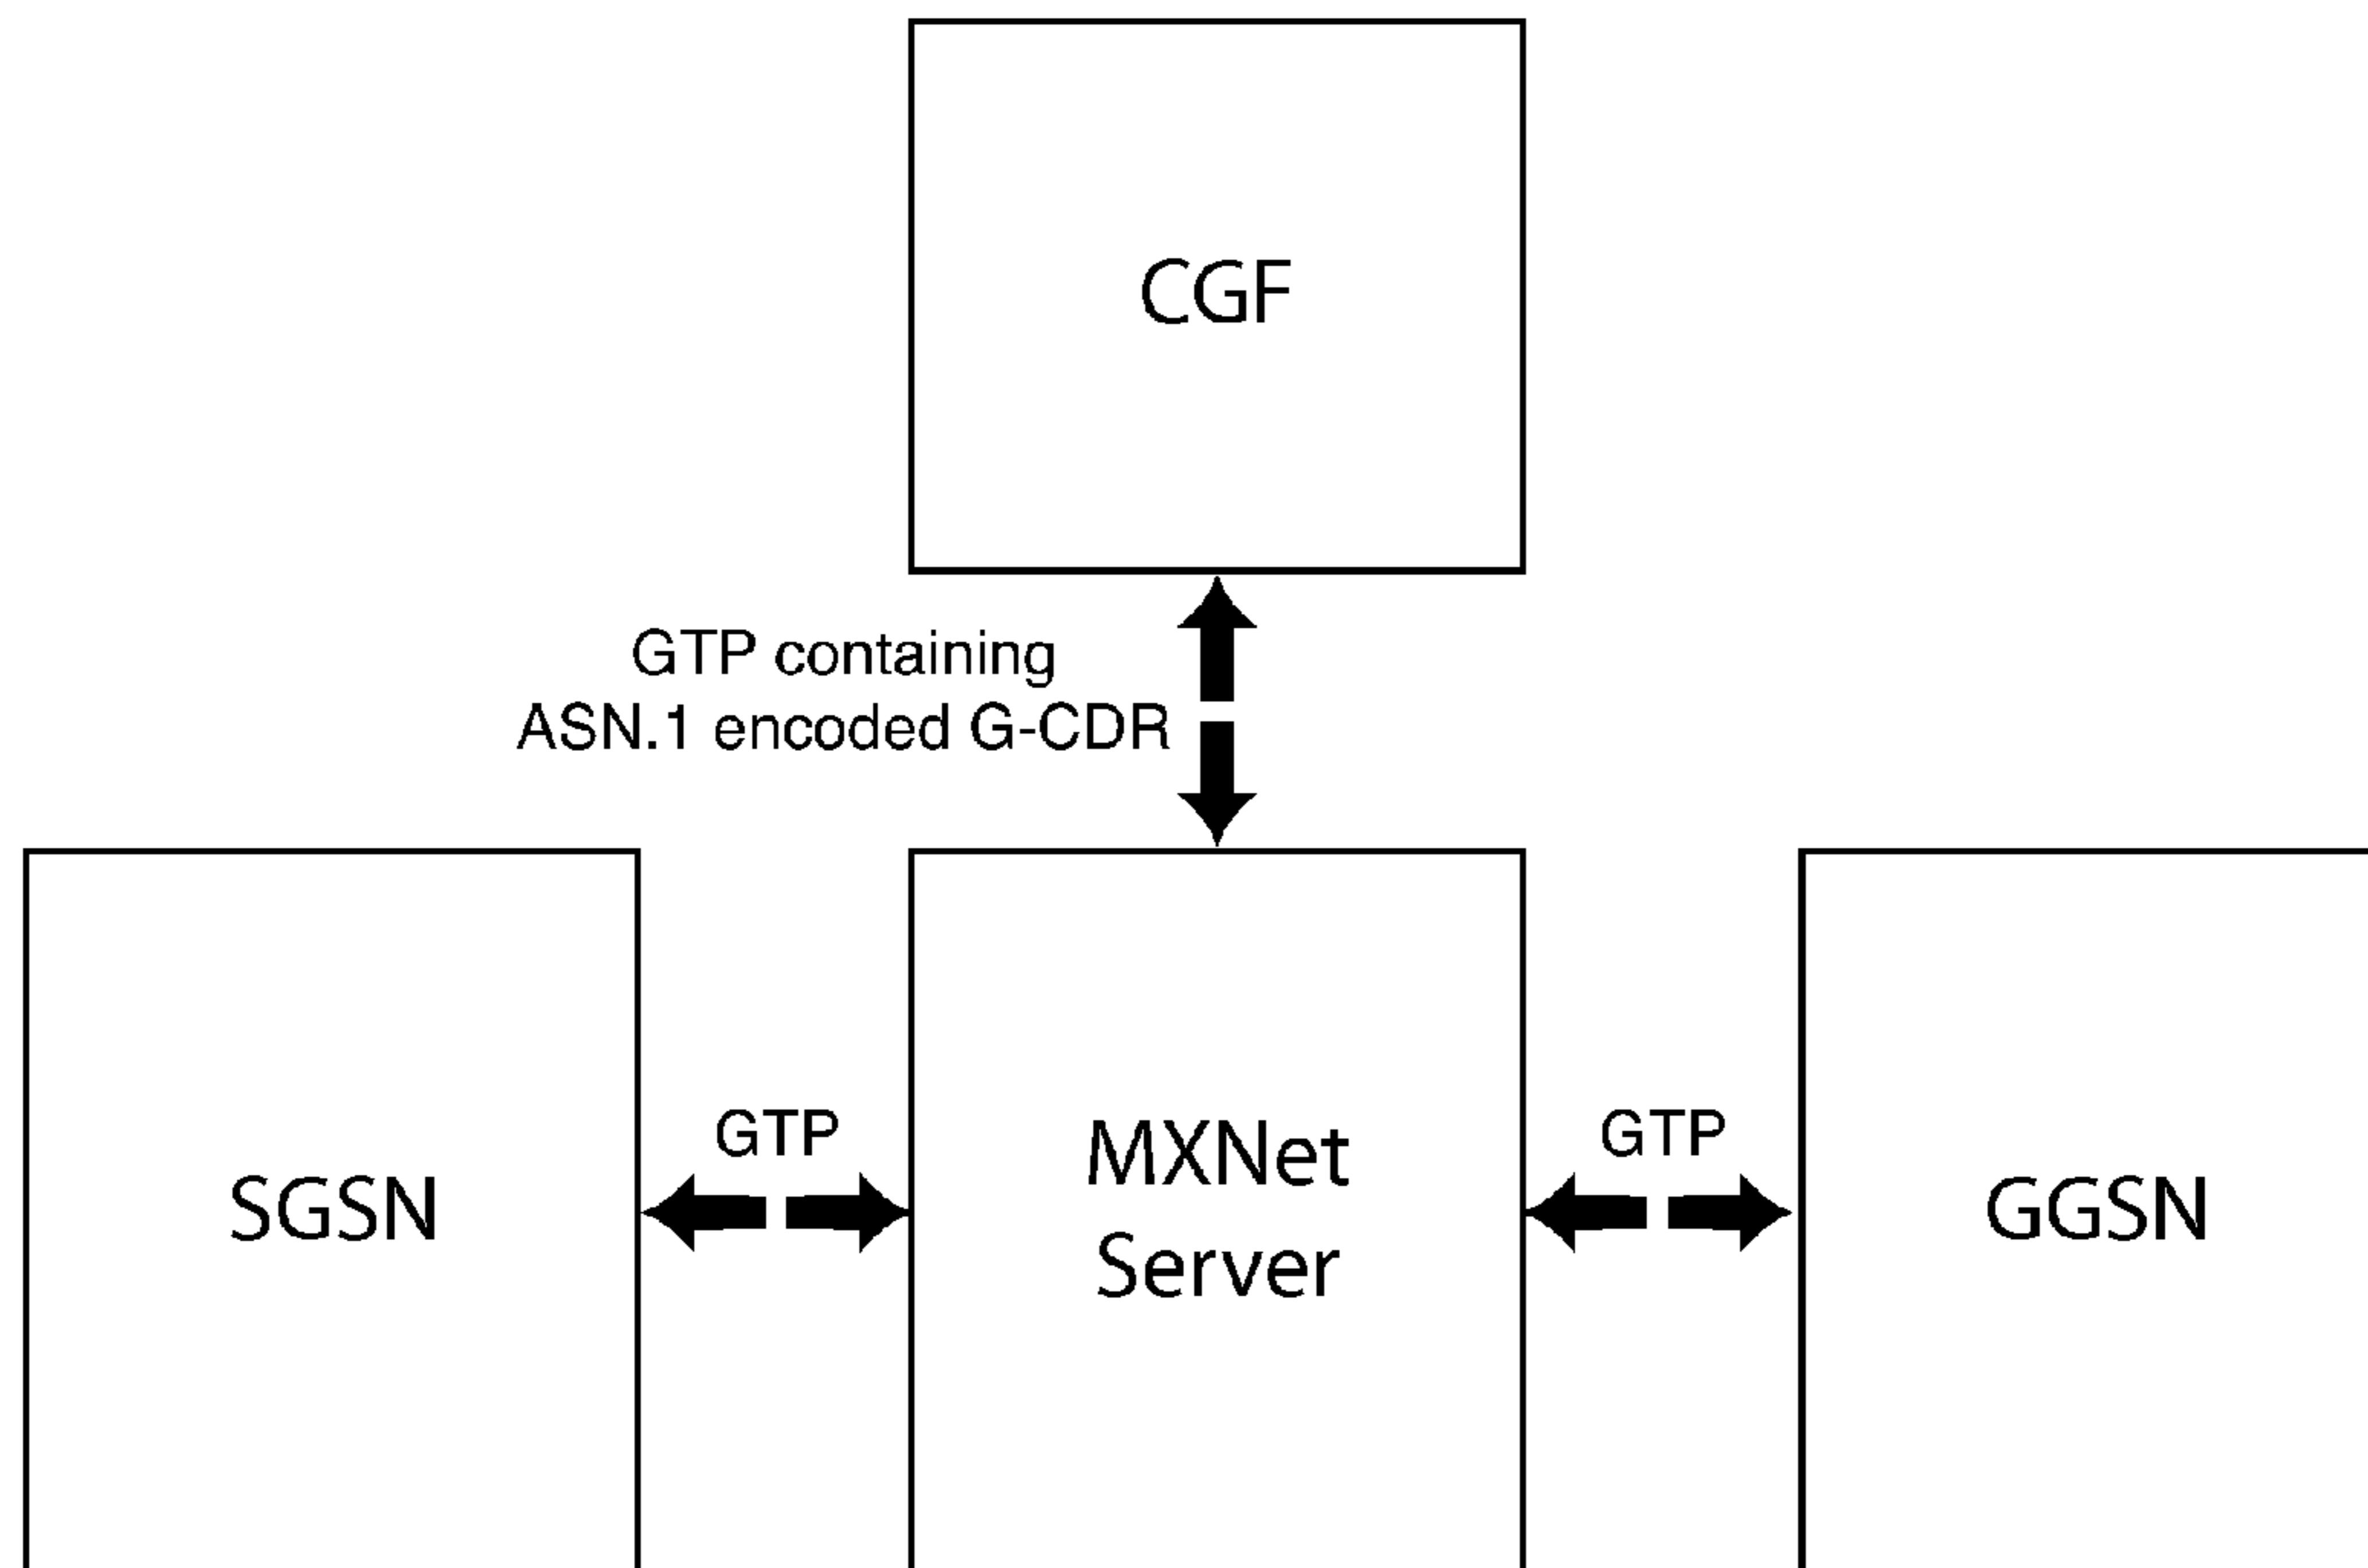 CGF
GTP containing
ASN.1 encoded G-CDR
SGSN
GTP
MXNet
Server
GTP
GGSN